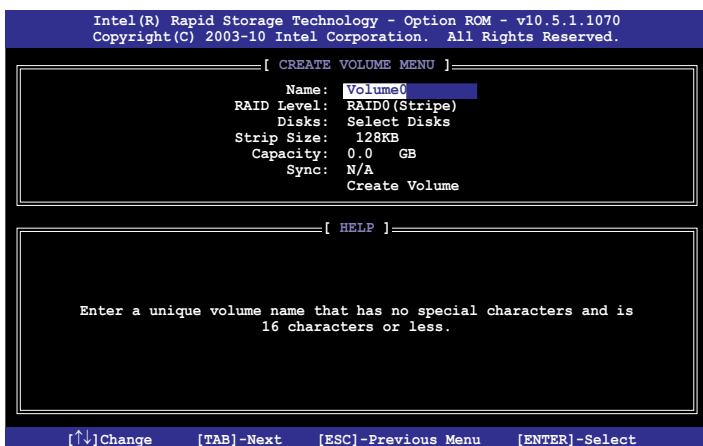 Intel(R) Rapid Storage Technology - Option ROM - v10.5.1.1070
Copyright(C) 2003-10 Intel Corporation. All Rights Reserved.
[ CREATE VOLUME MENU ]
Name: Volume0
RAID Level: RAID0(Stripe)
Disks: Select Disks
Strip Size: 128KB
Capacity: 0.0 GB
Sync: N/A
Create Volume
[ HELP ]
Enter a unique volume name that has no special characters and is
16 characters or less.
[↑↓]Change [TAB]-Next [ESC]-Previous Menu [ENTER]-Select